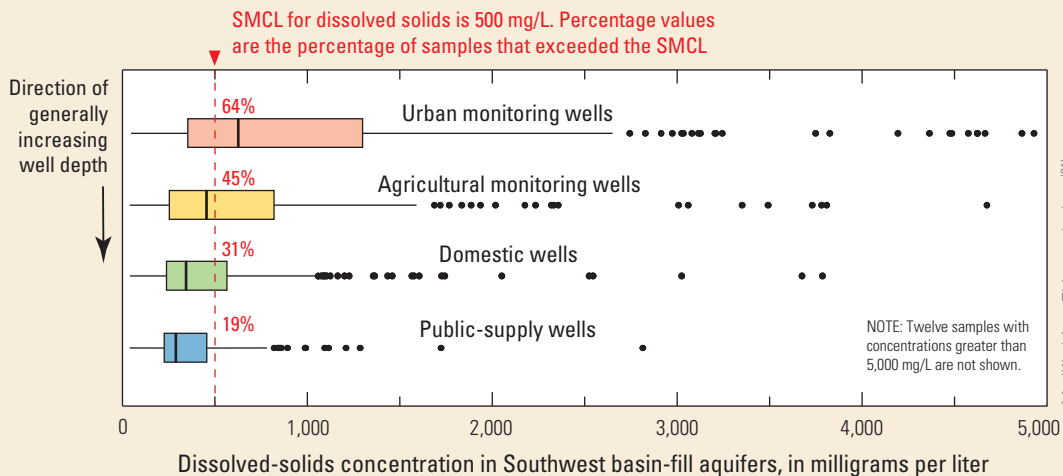 SMCL for dissolved solids is 500 mg/L. Percentage values
are the percentage of samples that exceeded the SMCL
Direction of
generally
increasing
well depth
64%
Urban monitoring wells
45%
Agricultural monitoring wells
31%
Domestic wells
19%
Public-supply wells
NOTE: Twelve samples with
concentrations greater than
5,000 mg/L are not shown.
0 1,000 2,000 3,000 4,000 5,000
Dissolved-solids concentration in Southwest basin-fill aquifers, in milligrams per liter